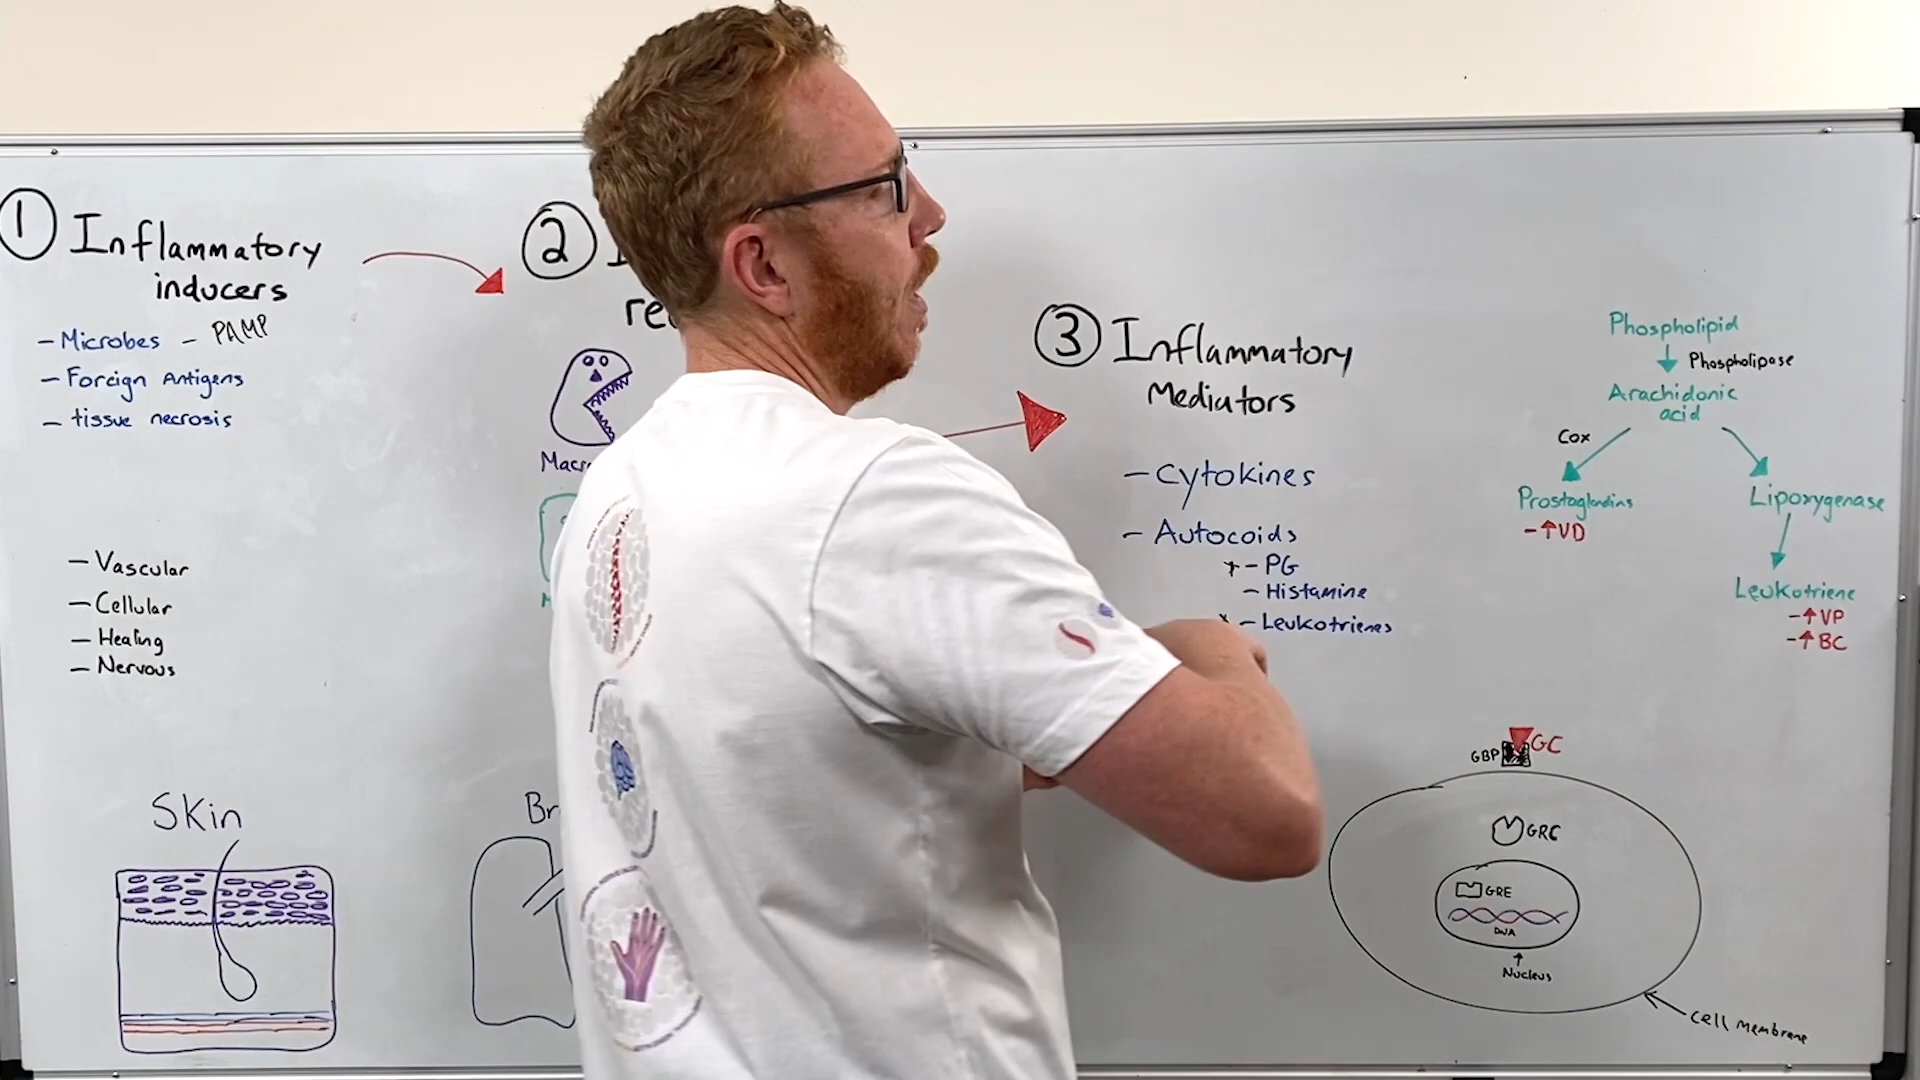 1 Inflammatory
inducers
- Microbes - PAMP
- Foreign Antigens
- tissue necrosis
- Vascular
- Cellular
- Healing
- Nervous
Skin
2 I
re
Macr
Br
3 Inflammatory
Mediators
- Cytokines
- Autocoids
- PG
- Histamine
- Leukotrienes
Phospholipid
Phospholipase
Arachidonic
acid
Cox
Prostaglandins
- ↑VD
Lipoxygenase
Leukotriene
- ↑VP
- ↑BC
GBP GC
GRC
GRE
DNA
↑
Nucleus
cell membrane